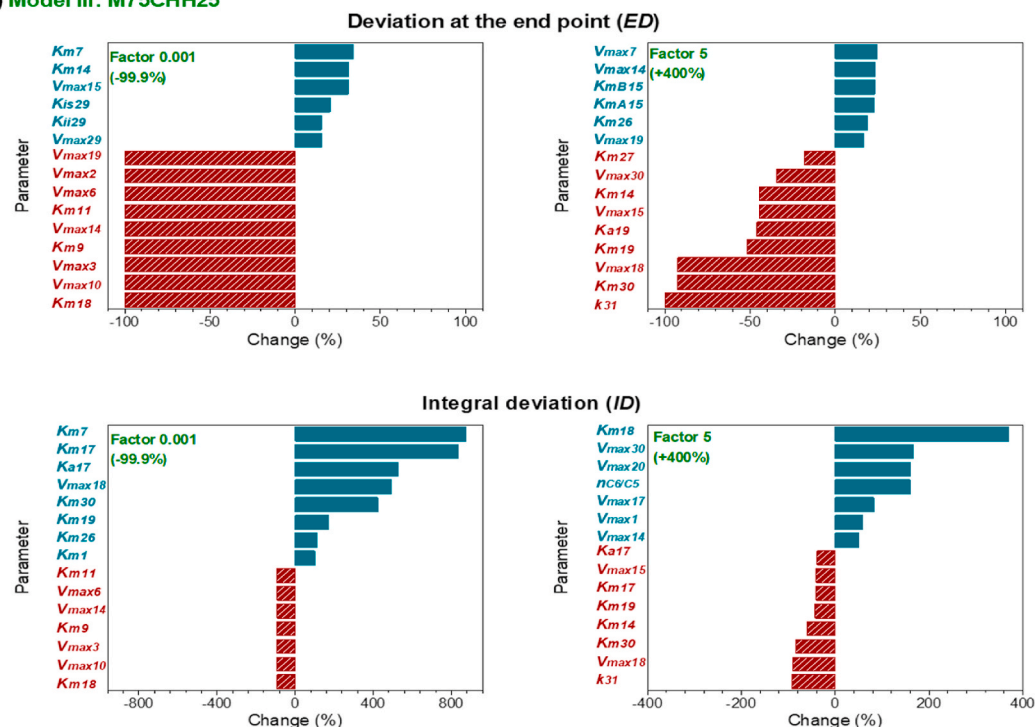 Model III: M75CHH25
Deviation at the end point (ED)
Factor 0.001
(-99.9%)
Parameter
Km7
Km14
Vmax15
Kis29
Kii29
Vmax29
Vmax19
Vmax2
Vmax6
Km11
Vmax14
Km9
Vmax3
Vmax10
Km18
-100 -50 0 50 100
Change (%)
Factor 5
(+400%)
Parameter
Vmax7
Vmax14
KmB15
KmA15
Km26
Vmax19
Km27
Vmax30
Km14
Vmax15
Ka19
Km19
Vmax18
Km30
k31
-100 -50 0 50 100
Change (%)
Integral deviation (ID)
Factor 0.001
(-99.9%)
Parameter
Km7
Km17
Ka17
Vmax18
Km30
Km19
Km26
Km1
Km11
Vmax6
Vmax14
Km9
Vmax3
Vmax10
Km18
-800 -400 0 400 800
Change (%)
Factor 5
(+400%)
Parameter
Km18
Vmax30
Vmax20
nC6/C5
Vmax17
Vmax1
Vmax14
Ka17
Vmax15
Km17
Km19
Km14
Km30
Vmax18
k31
-400 -200 0 200 400
Change (%)